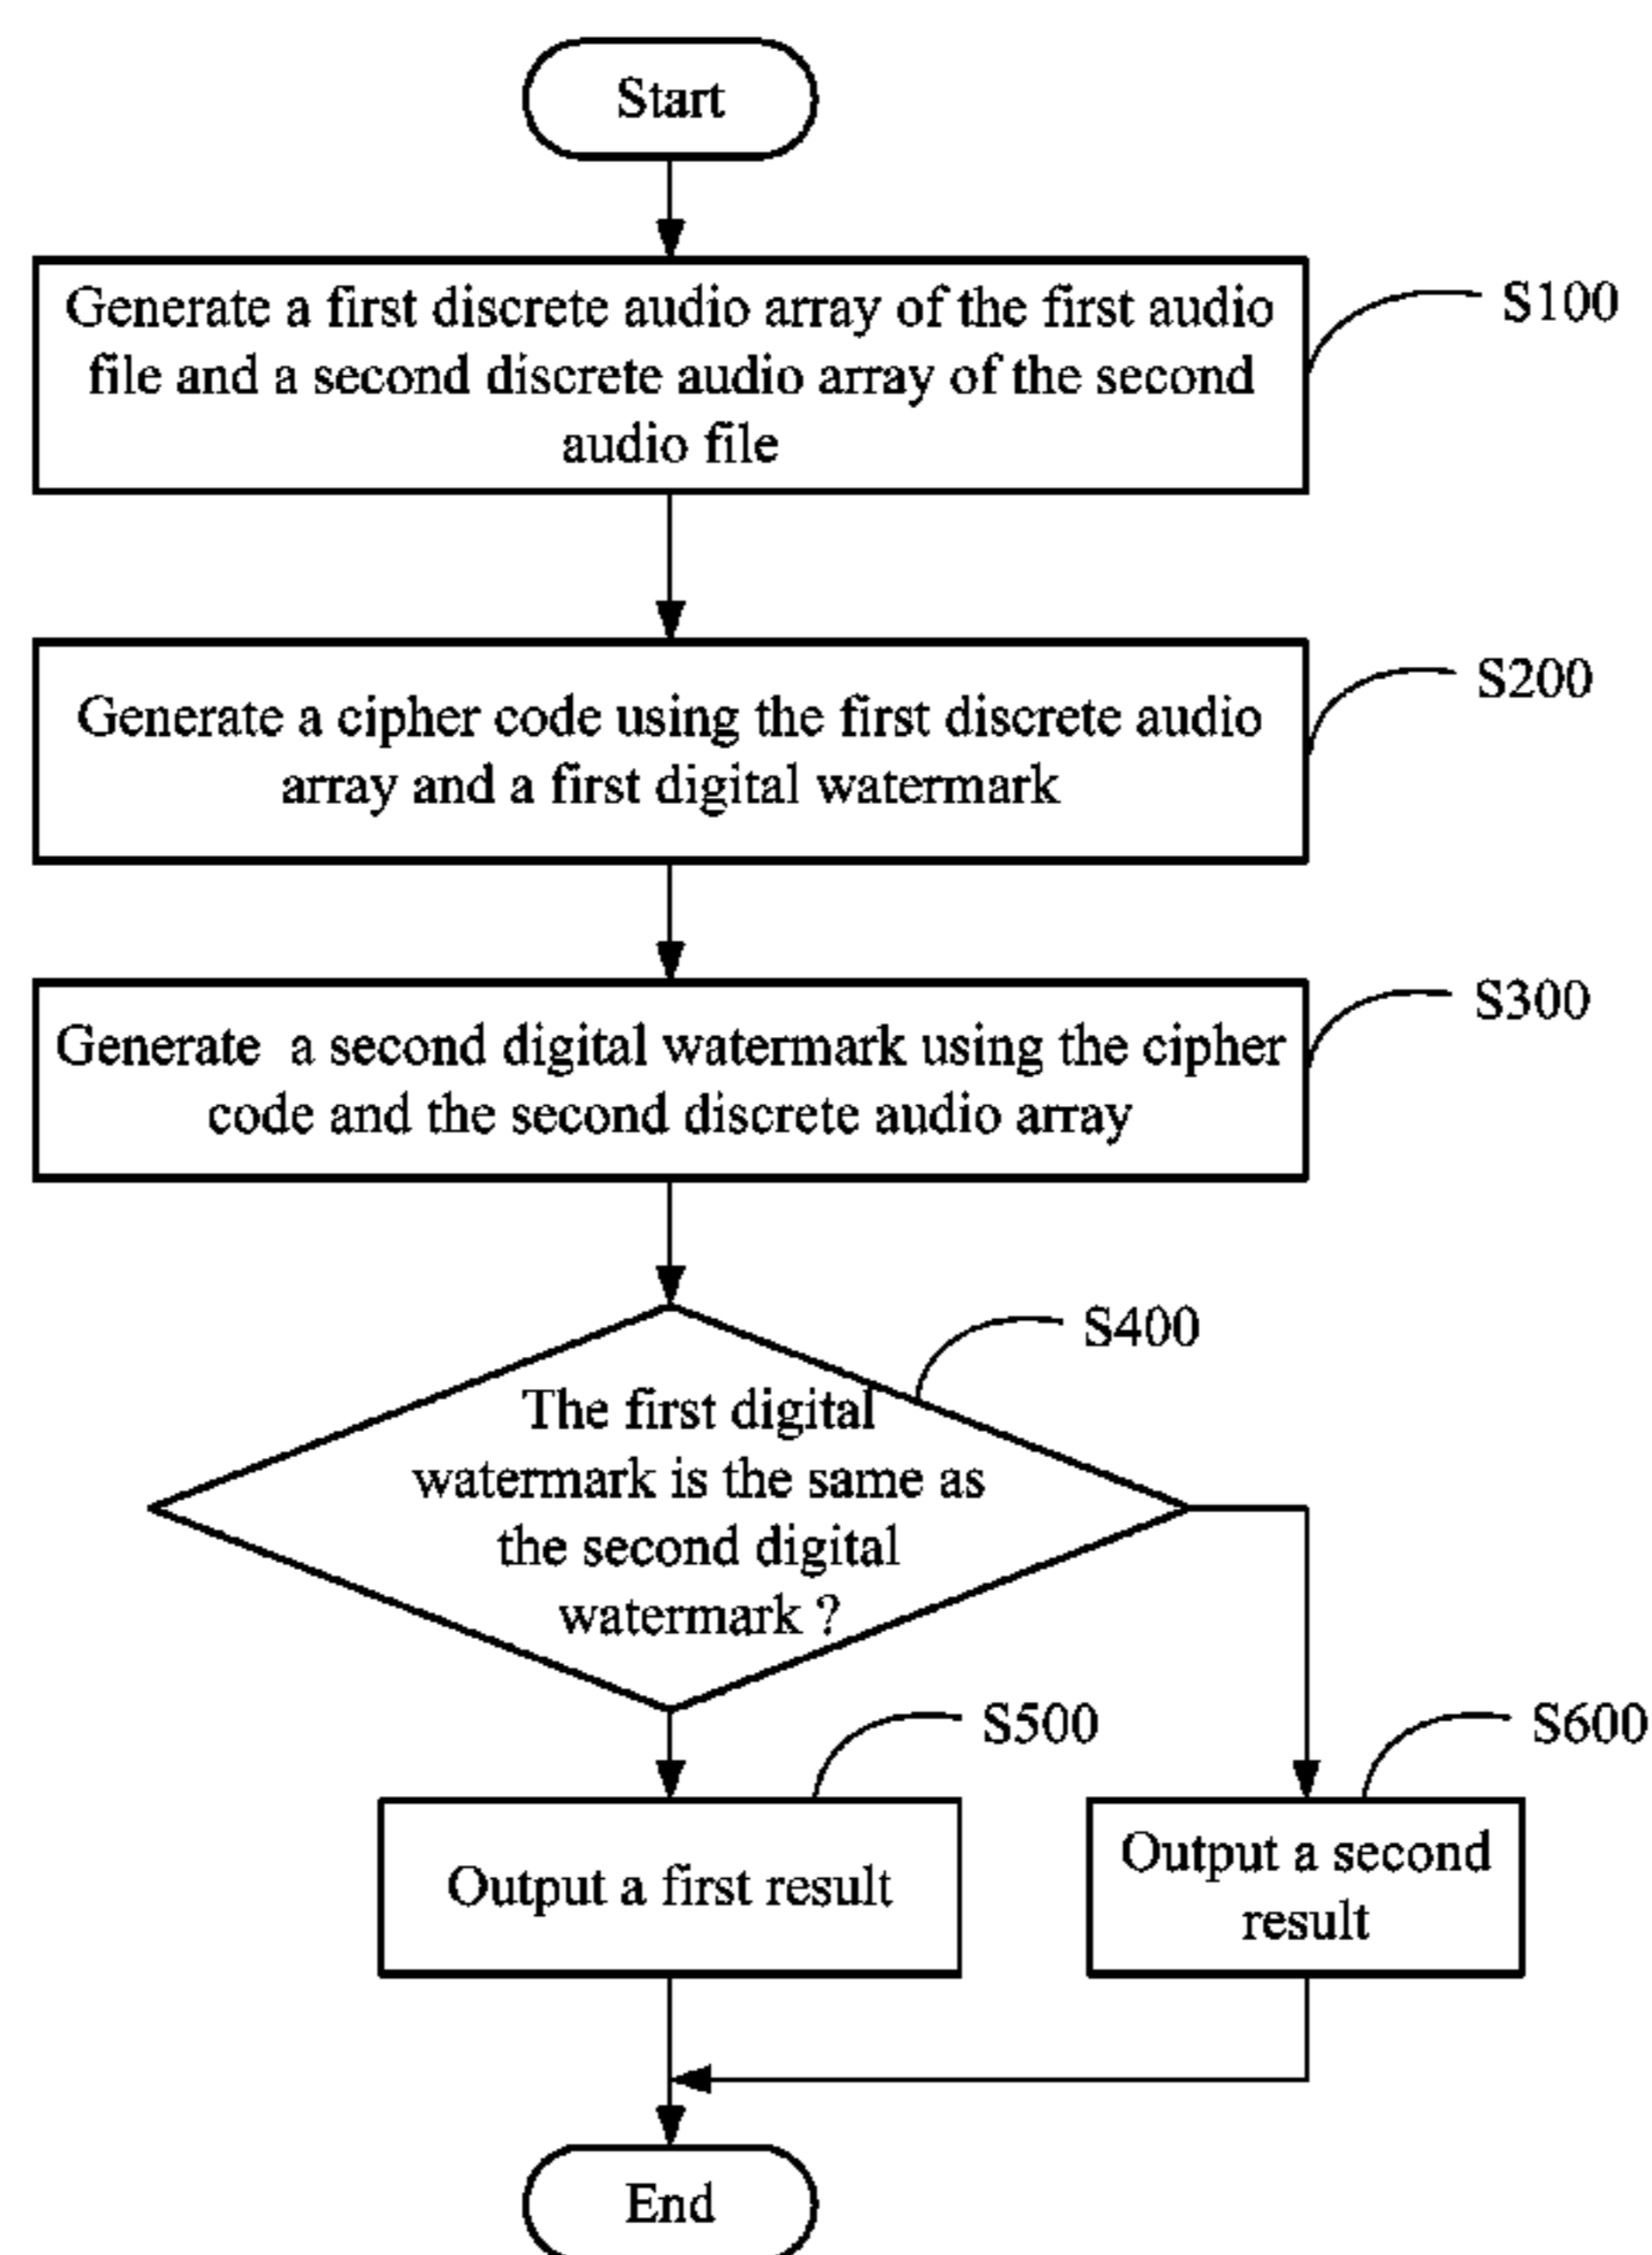 Start
Generate a first discrete audio array of the first audio
file and a second discrete audio array of the second
audio file
S100
Generate a cipher code using the first discrete audio
array and a first digital watermark
S200
Generate a second digital watermark using the cipher
code and the second discrete audio array
S300
The first digital
watermark is the same as
the second digital
watermark ?
S400
Output a first result
S500
Output a second
result
S600
End